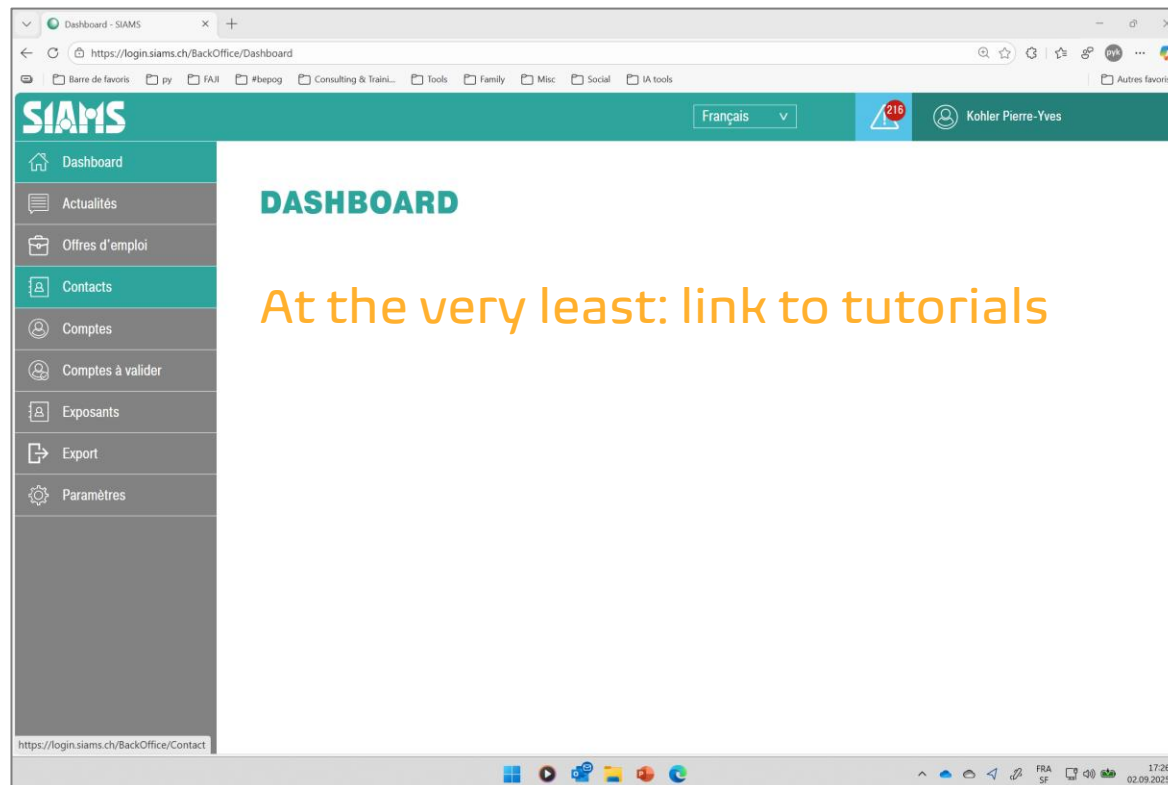 Dashboard - SIAMS
https://login.siams.ch/BackOffice/Dashboard
pyk
Barre de favoris py FAJI #bepog Consulting & Traini... Tools Family Misc Social IA tools Autres favoris
SIAMS Français 216 Kohler Pierre-Yves
Dashboard
Actualités
DASHBOARD
Offres d'emploi
Contacts
At the very least: link to tutorials
Comptes
Comptes à valider
Exposants
Export
Paramètres
https://login.siams.ch/BackOffice/Contact
FRA 17:26
SF 02.09.2025